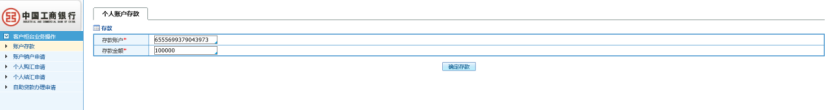 中国工商银行
账户柜台业务操作
账户存款
账户销户申请
个人购汇申请
个人结汇申请
自助贷款办理申请
个人账户存款
存款
存款账户* 6555699379043973
存款金额* 100000
确定存款